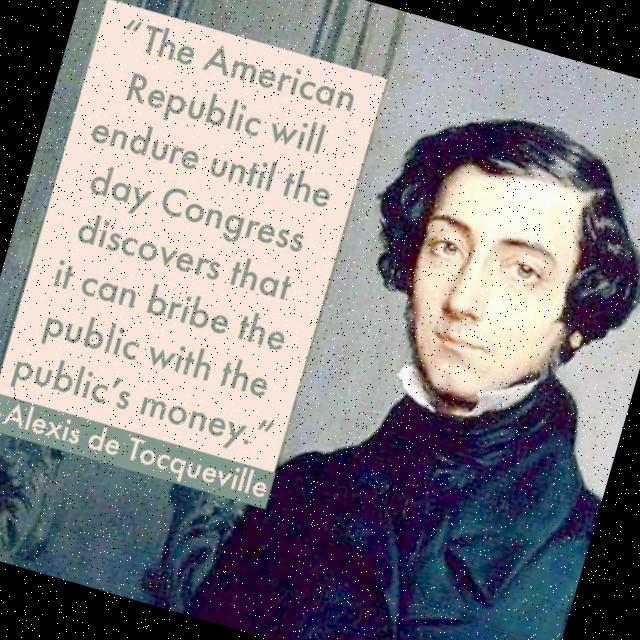 “The American
Republic will
endure until the
day Congress
discovers that
it can bribe the
public with the
public’s money.”
-Alexis de Tocqueville